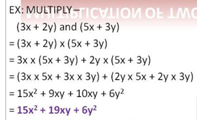 EX: MULTIPLY–
(3x + 2y) and (5x + 3y)
= (3x + 2y) x (5x + 3y)
= 3x x (5x + 3y) + 2y x (5x + 3y)
= (3x x 5x + 3x x 3y) + (2y x 5x + 2y x 3y)
= 15x² + 9xy + 10xy + 6y²
= 15x² + 19xy + 6y²